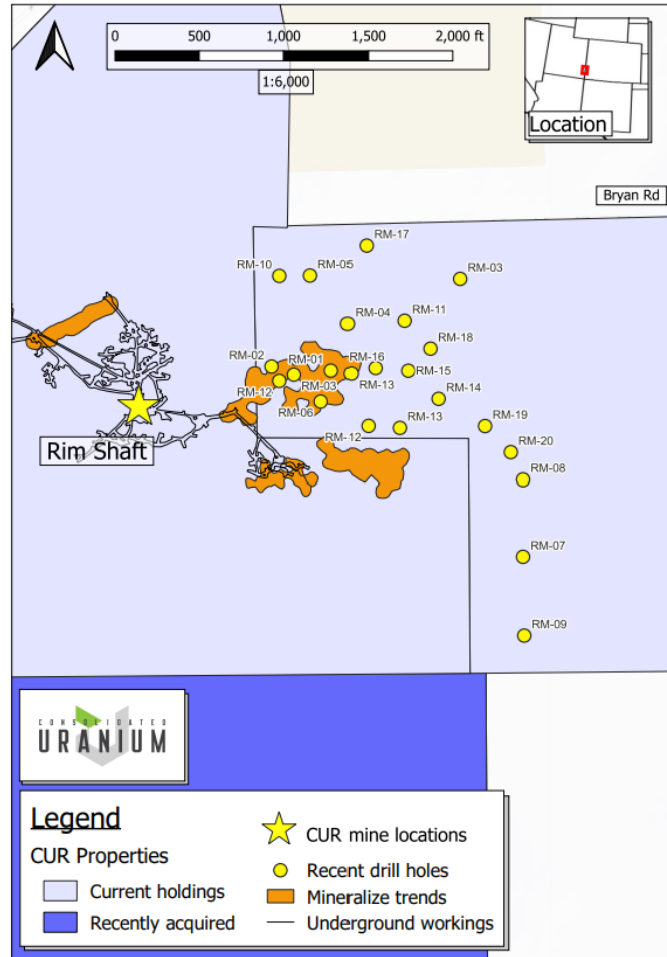 0 500 1,000 1,500 2,000 ft
1:6,000
Location
Bryan Rd
RM-17
RM-10
RM-05
RM-03
RM-04
RM-11
RM-18
RM-02
RM-01
RM-16
RM-12
RM-03
RM-13
RM-15
RM-06
RM-14
RM-12
RM-13
RM-19
RM-20
RM-08
RM-07
RM-09
Rim Shaft
CONSOLIDATED
URANIUM
Legend
CUR Properties
Current holdings
Recently acquired
CUR mine locations
Recent drill holes
Mineralize trends
Underground workings